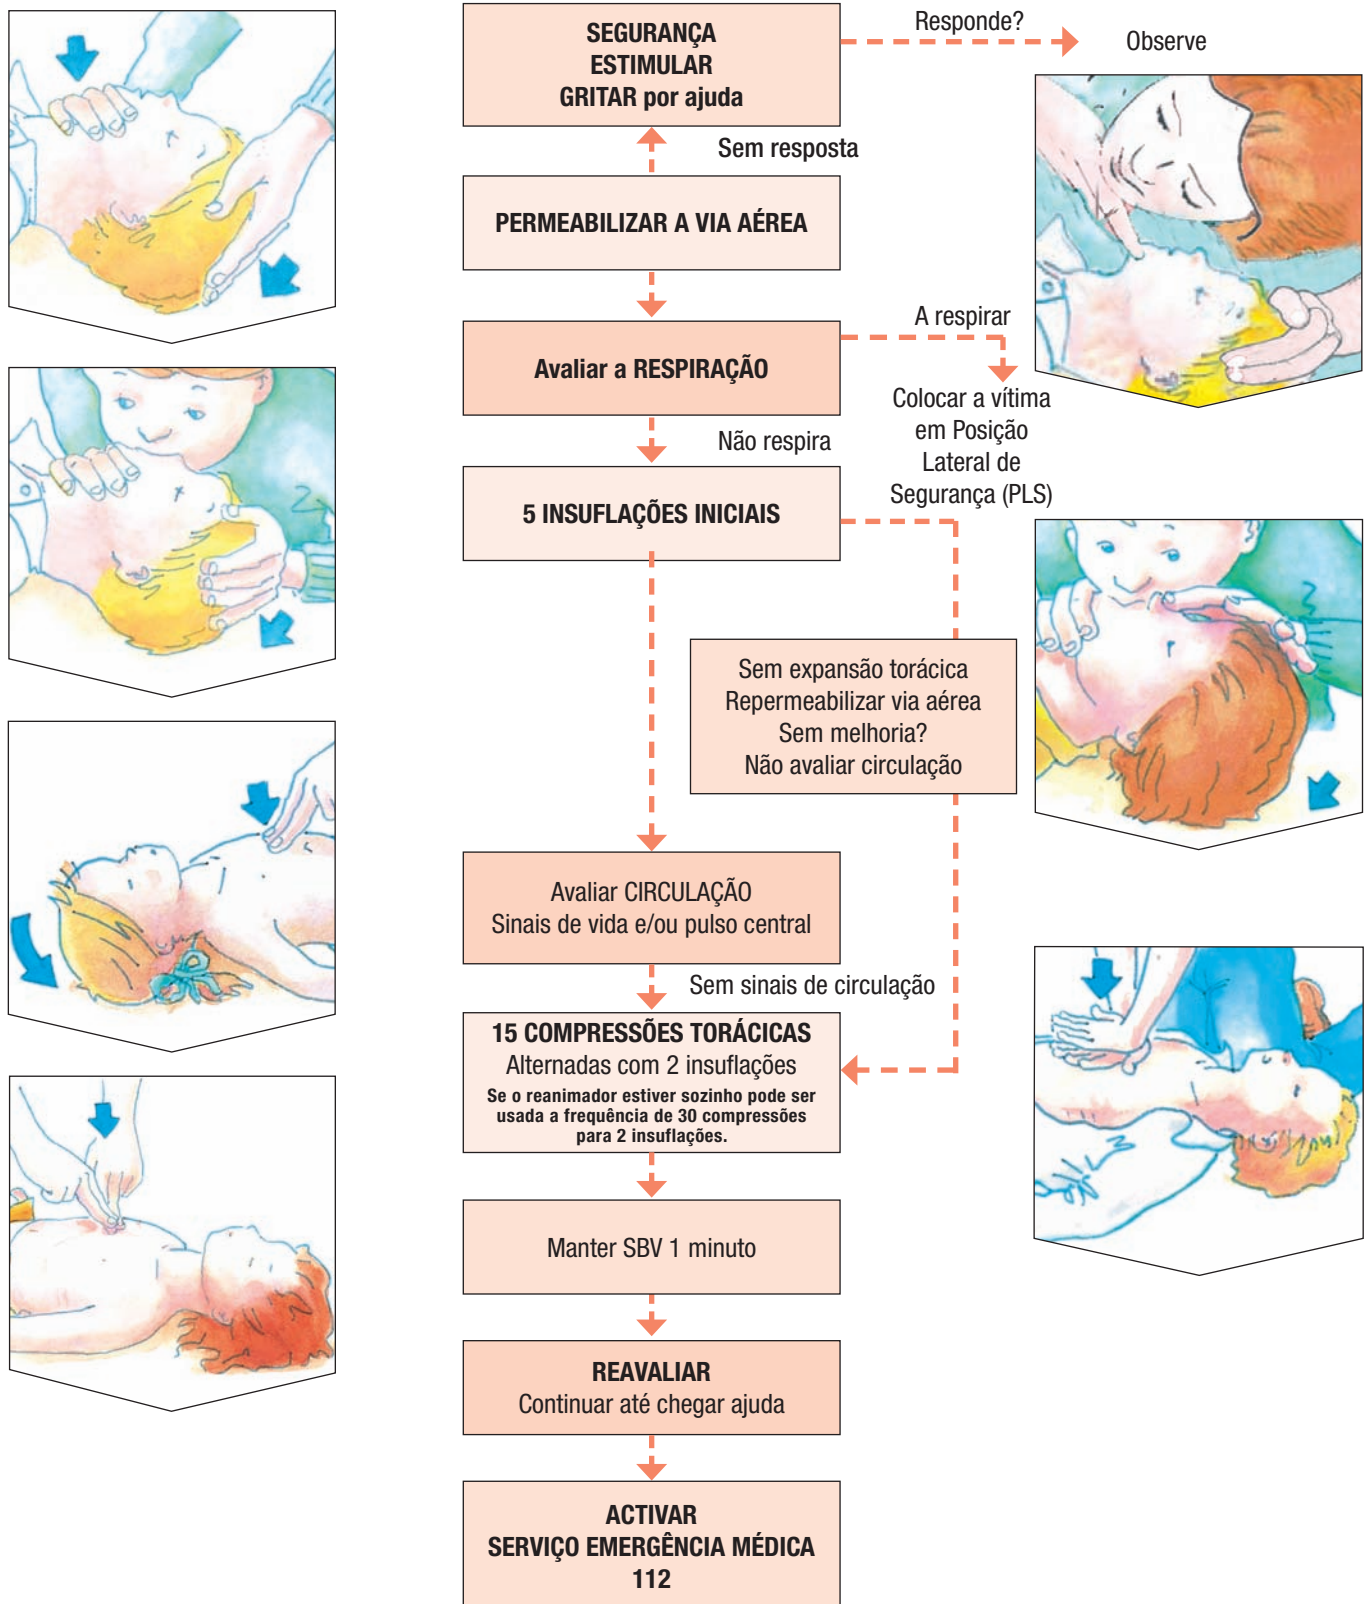 SEGURANÇA
ESTIMULAR
GRITAR por ajuda
Responde?
Observe
Sem resposta
PERMEABILIZAR A VIA AÉREA
Avaliar a RESPIRAÇÃO
A respirar
Colocar a vítima
em Posição
Lateral de
Segurança (PLS)
Não respira
5 INSUFLAÇÕES INICIAIS
Sem expansão torácica
Repermeabilizar via aérea
Sem melhoria?
Não avaliar circulação
Avaliar CIRCULAÇÃO
Sinais de vida e/ou pulso central
Sem sinais de circulação
15 COMPRESSÕES TORÁCICAS
Alternadas com 2 insuflações
Se o reanimador estiver sozinho pode ser
usada a frequência de 30 compressões
para 2 insuflações.
Manter SBV 1 minuto
REAVALIAR
Continuar até chegar ajuda
ACTIVAR
SERVIÇO EMERGÊNCIA MÉDICA
112